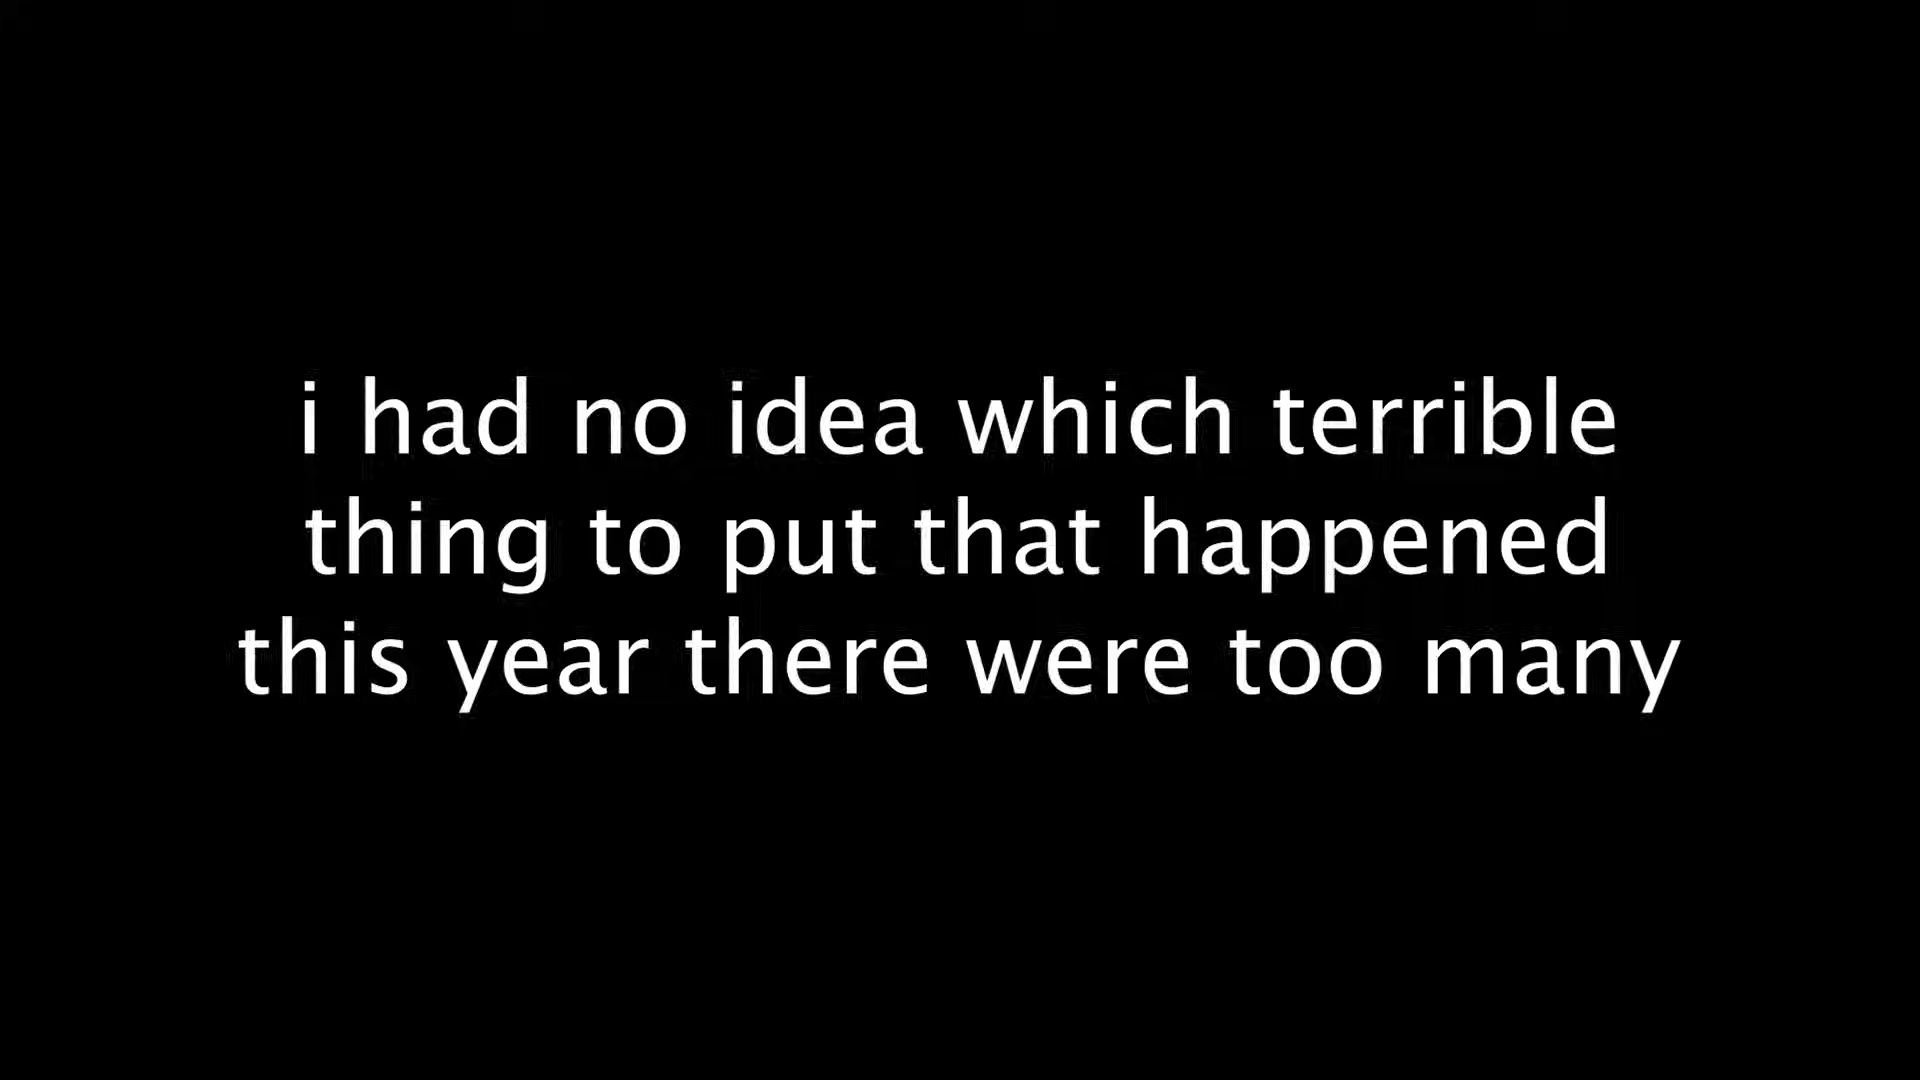 i had no idea which terrible
thing to put that happened
this year there were too many